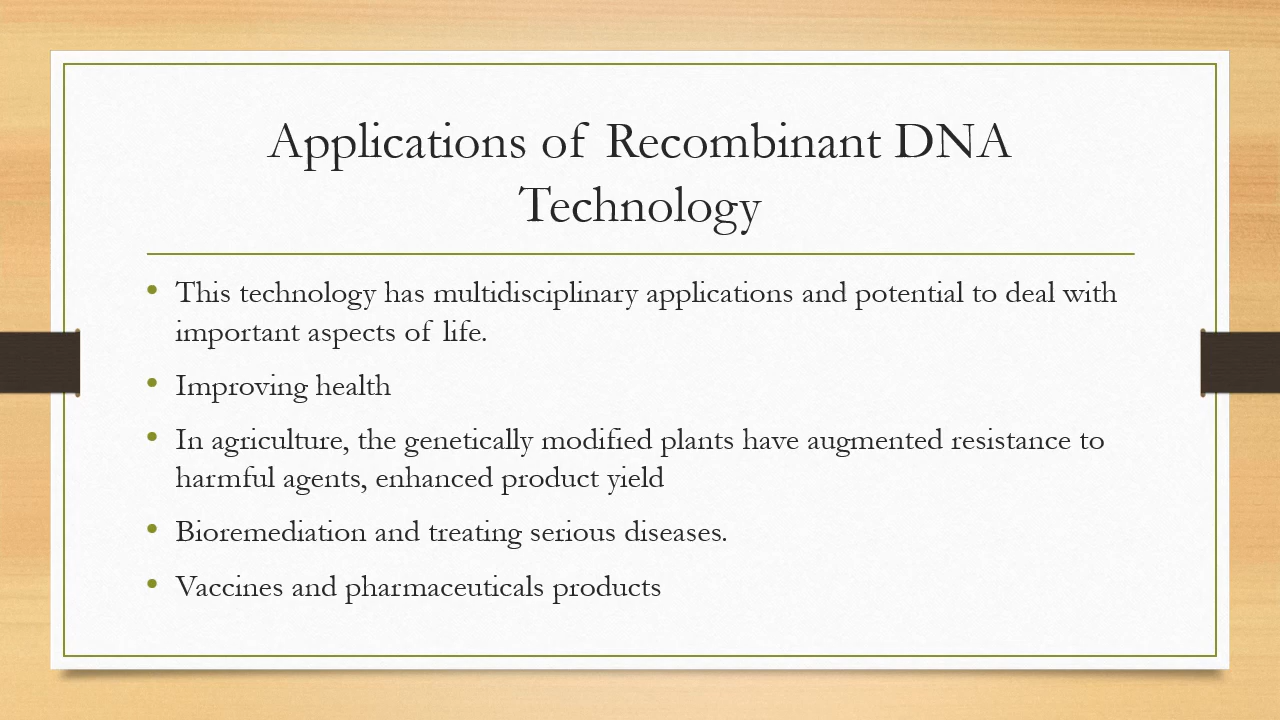 Applications of Recombinant DNA
Technology
• This technology has multidisciplinary applications and potential to deal with
important aspects of life.
• Improving health
• In agriculture, the genetically modified plants have augmented resistance to
harmful agents, enhanced product yield
• Bioremediation and treating serious diseases.
• Vaccines and pharmaceuticals products